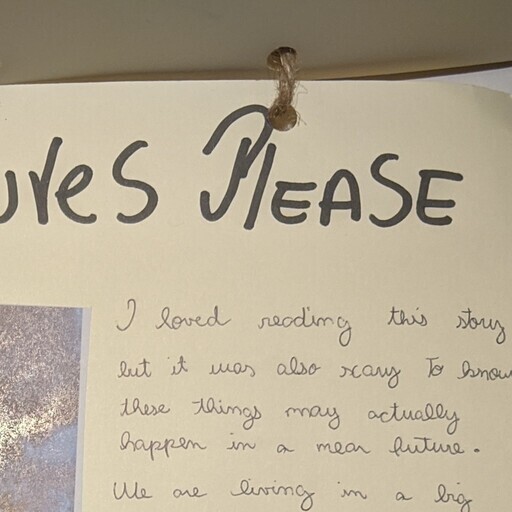 ures PlEASE
I loved reading this story
but it was also scary to know
these things may actually
happen in a near future.
We are living in a big